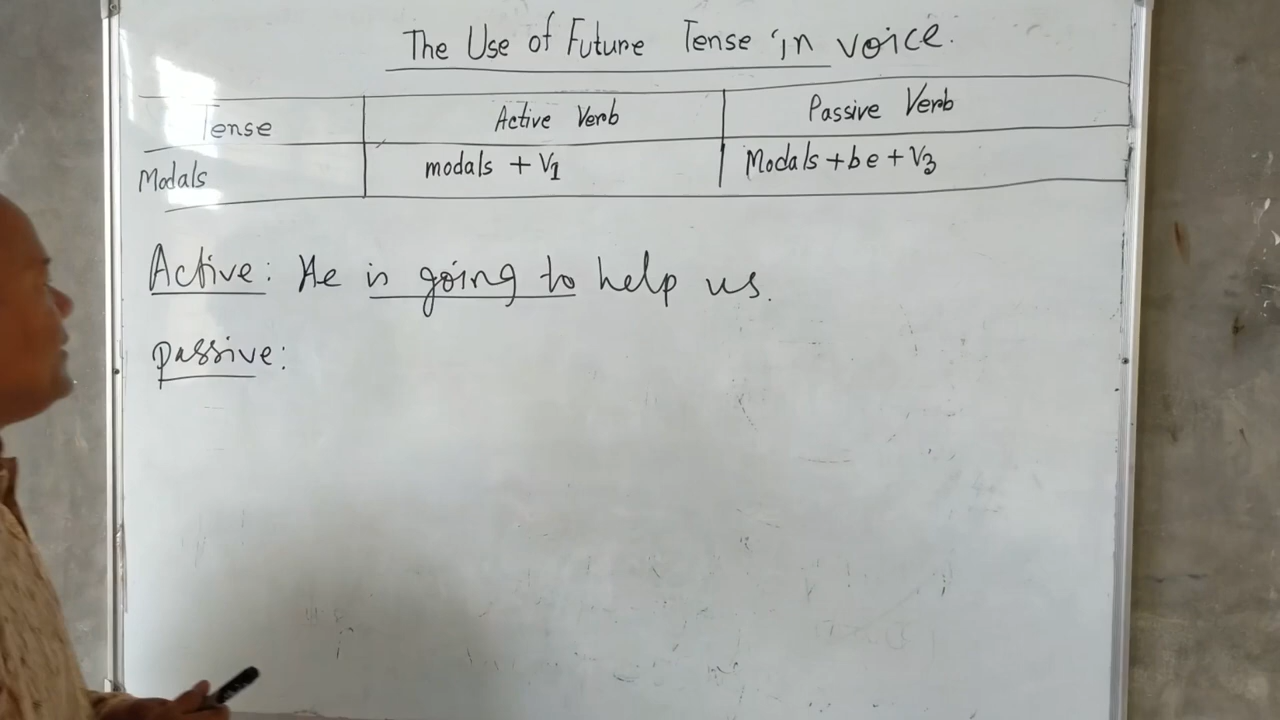 The Use of Future Tense in voice.
Tense Active Verb Passive Verb
Modals modals + V1 Modals + be + V3
Active: He is going to help us.
passive: